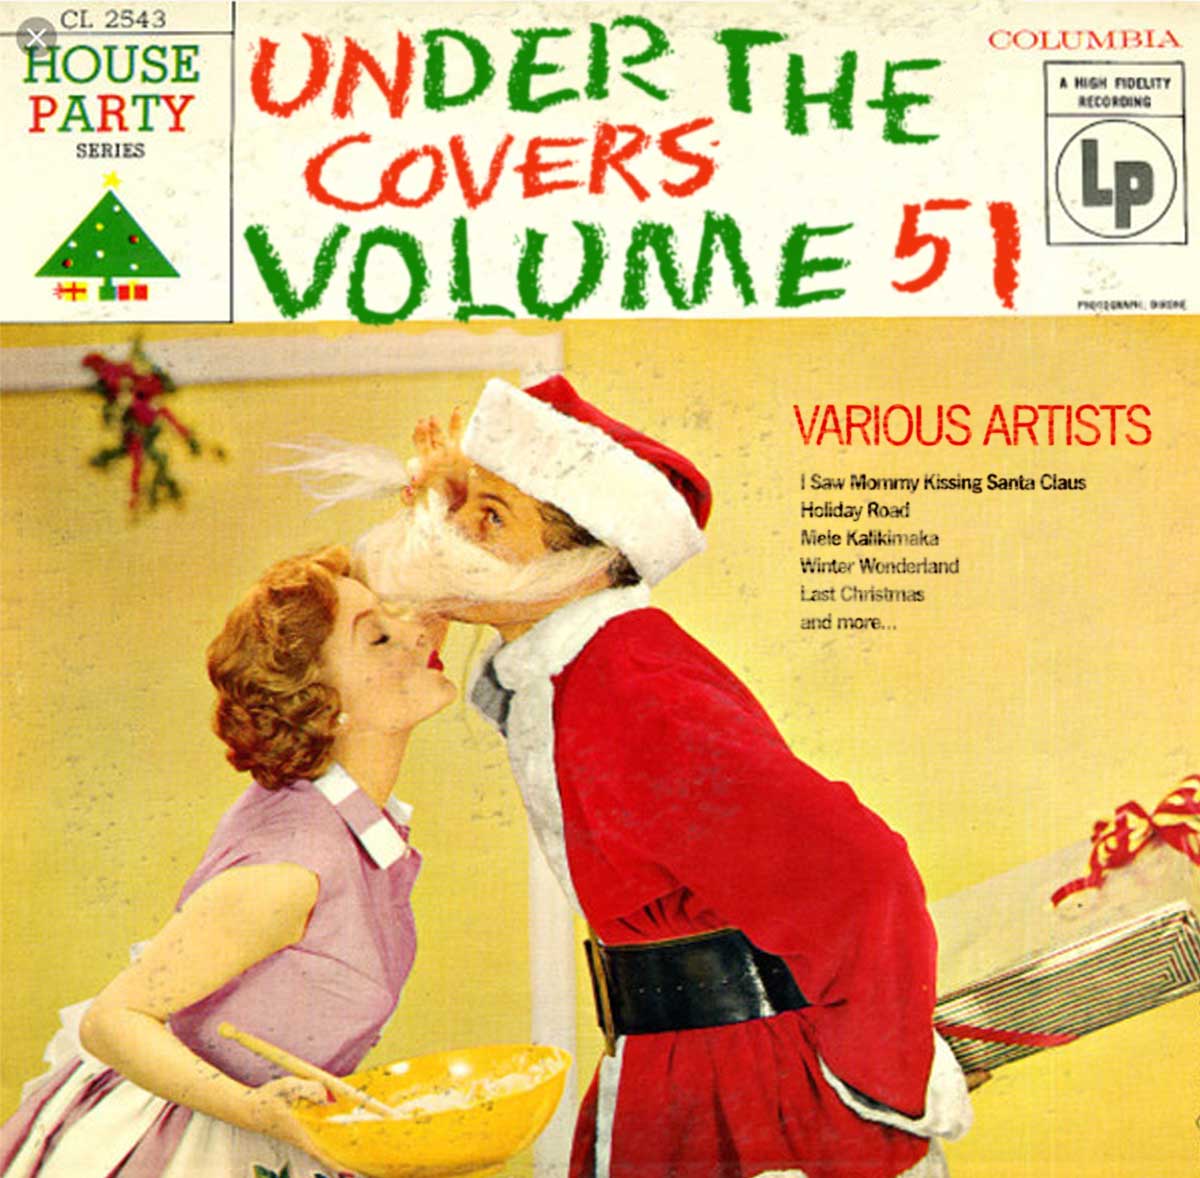 CL 2543
HOUSE
PARTY
SERIES
UNDER THE
COVERS
VOLUME 51
COLUMBIA
A HIGH FIDELITY
RECORDING
LP
VARIOUS ARTISTS
I Saw Mommy Kissing Santa Claus
Holiday Road
Mele Kalikimaka
Winter Wonderland
Last Christmas
and more...